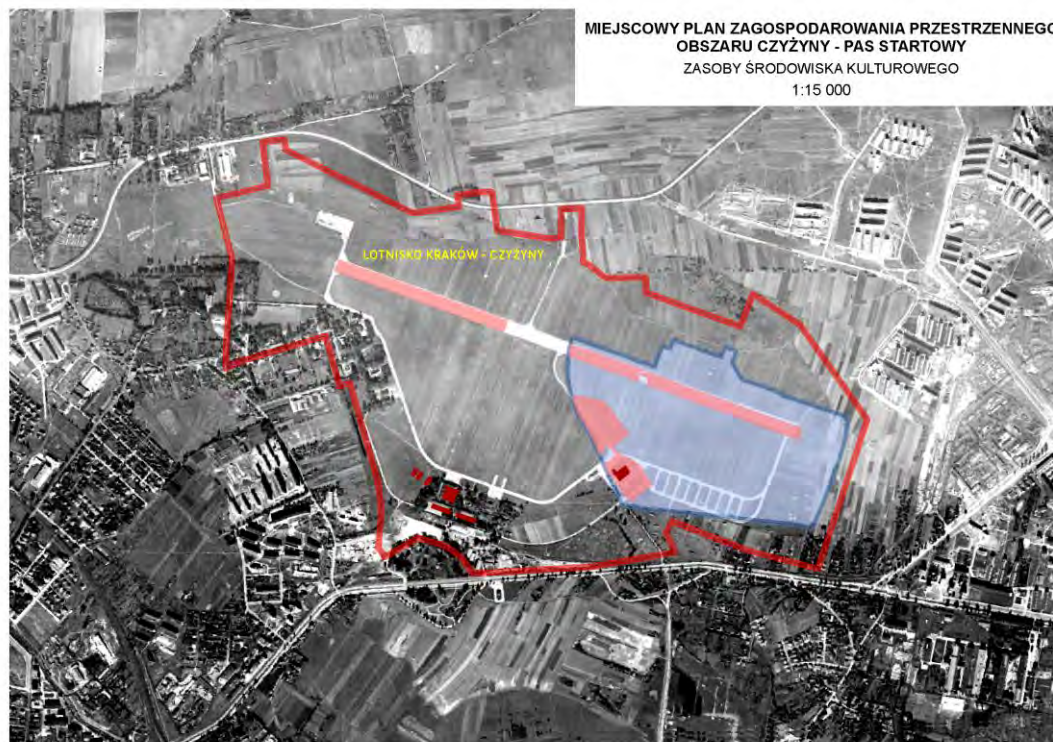 MIEJSCOWY PLAN ZAGOSPODAROWANIA PRZESTRZENNEGO
OBSZARU CZYŻYNY - PAS STARTOWY
ZASOBY ŚRODOWISKA KULTUROWEGO
1:15 000
LOTNISKO KRAKÓW - CZYŻYNY